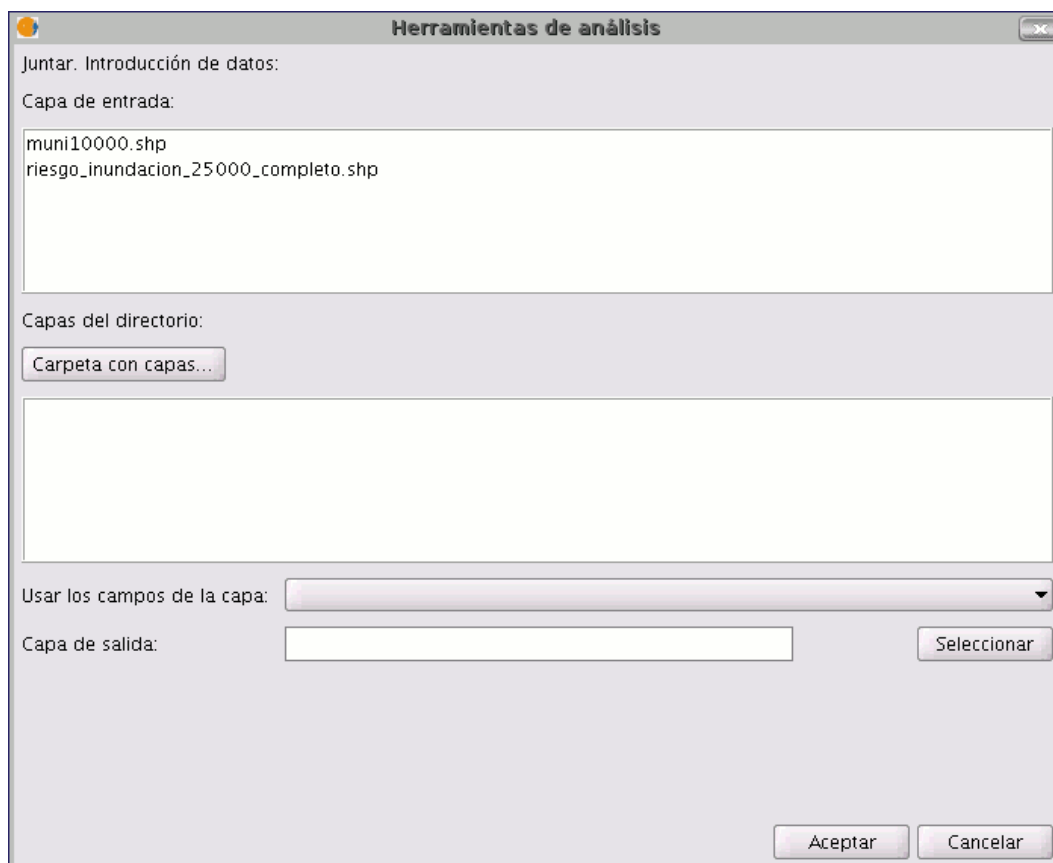 Herramientas de análisis
Juntar. Introducción de datos:
Capa de entrada:
muni10000.shp
riesgo_inundacion_25000_completo.shp
Capas del directorio:
Carpeta con capas...
Usar los campos de la capa:
Capa de salida:
Seleccionar
Aceptar
Cancelar